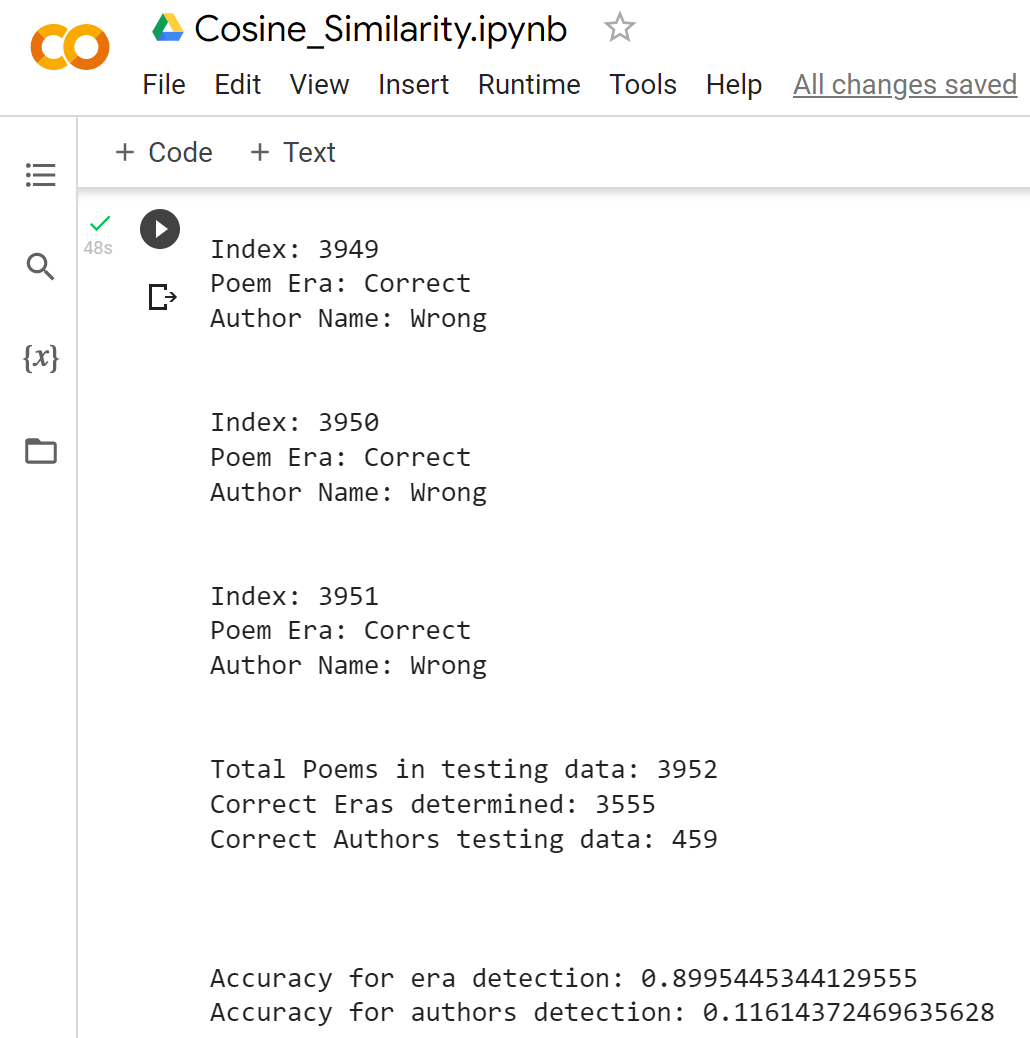 Cosine_Similarity.ipynb
File Edit View Insert Runtime Tools Help All changes saved
+ Code + Text
48s
{x}
Index: 3949
Poem Era: Correct
Author Name: Wrong
Index: 3950
Poem Era: Correct
Author Name: Wrong
Index: 3951
Poem Era: Correct
Author Name: Wrong
Total Poems in testing data: 3952
Correct Eras determined: 3555
Correct Authors testing data: 459
Accuracy for era detection: 0.8995445344129555
Accuracy for authors detection: 0.11614372469635628